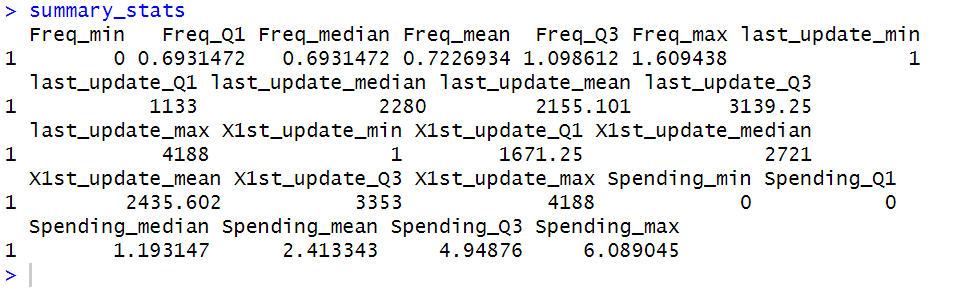 > summary_stats
  Freq_min   Freq_Q1 Freq_median Freq_mean  Freq_Q3 Freq_max last_update_min
1        0 0.6931472   0.6931472 0.7226934 1.098612 1.609438               1
  last_update_Q1 last_update_median last_update_mean last_update_Q3
1           1133               2280         2155.101        3139.25
  last_update_max X1st_update_min X1st_update_Q1 X1st_update_median
1            4188               1        1671.25               2721
  X1st_update_mean X1st_update_Q3 X1st_update_max Spending_min Spending_Q1
1         2435.602           3353            4188            0           0
  Spending_median Spending_mean Spending_Q3 Spending_max
1        1.193147      2.413343     4.94876     6.089045
>